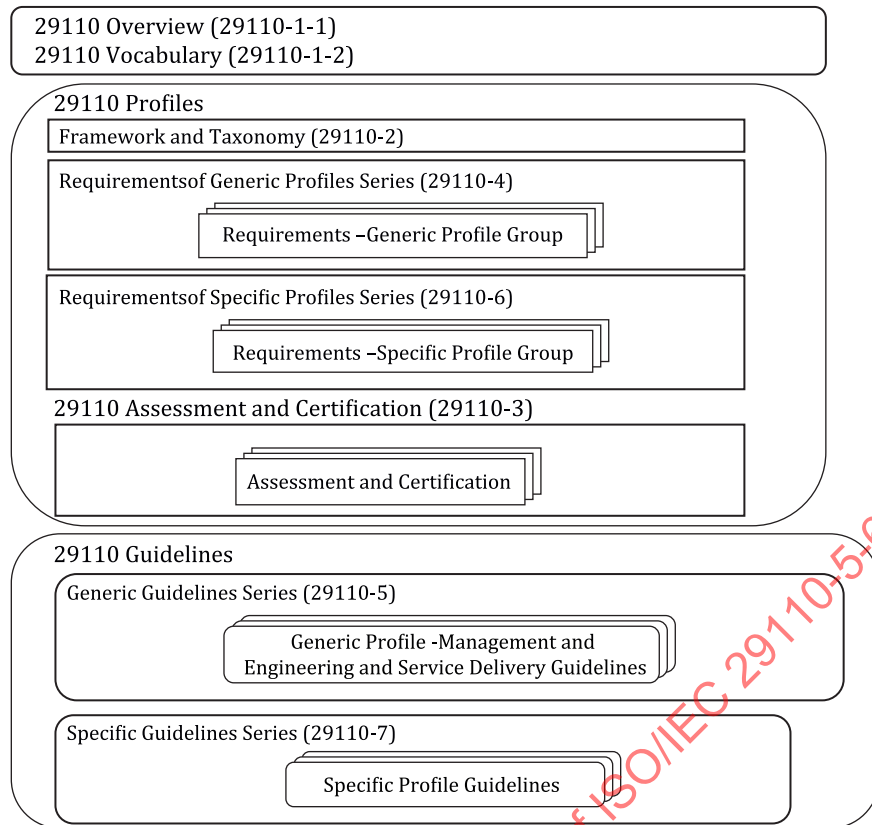 29110 Overview (29110-1-1)
29110 Vocabulary (29110-1-2)
29110 Profiles
Framework and Taxonomy (29110-2)
Requirementsof Generic Profiles Series (29110-4)
Requirements –Generic Profile Group
Requirementsof Specific Profiles Series (29110-6)
Requirements –Specific Profile Group
29110 Assessment and Certification (29110-3)
Assessment and Certification
29110 Guidelines
Generic Guidelines Series (29110-5)
Generic Profile -Management and
Engineering and Service Delivery Guidelines
Specific Guidelines Series (29110-7)
Specific Profile Guidelines
ISO/IEC 29110-5-